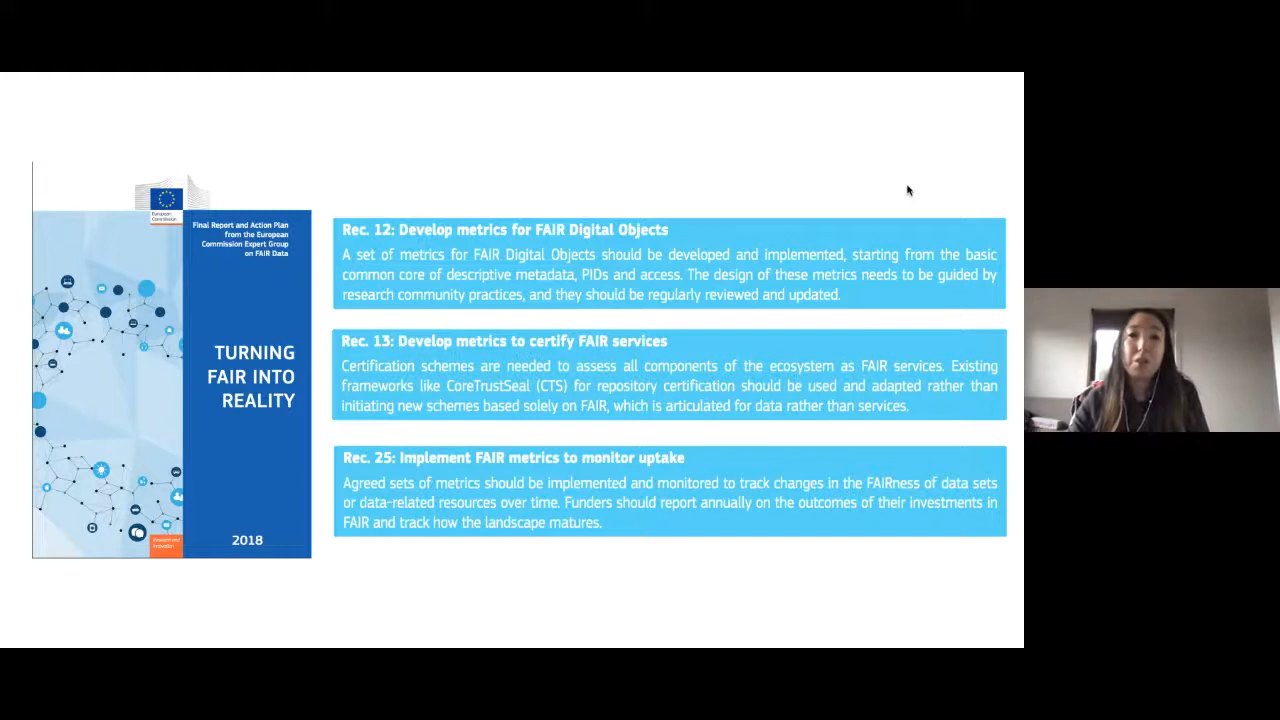 European
Commission
Final Report and Action Plan
from the European
Commission Expert Group
on FAIR Data
TURNING
FAIR INTO
REALITY
Research and
Innovation
2018
Rec. 12: Develop metrics for FAIR Digital Objects
A set of metrics for FAIR Digital Objects should be developed and implemented, starting from the basic
common core of descriptive metadata, PIDs and access. The design of these metrics needs to be guided by
research community practices, and they should be regularly reviewed and updated.
Rec. 13: Develop metrics to certify FAIR services
Certification schemes are needed to assess all components of the ecosystem as FAIR services. Existing
frameworks like CoreTrustSeal (CTS) for repository certification should be used and adapted rather than
initiating new schemes based solely on FAIR, which is articulated for data rather than services.
Rec. 25: Implement FAIR metrics to monitor uptake
Agreed sets of metrics should be implemented and monitored to track changes in the FAIRness of data sets
or data-related resources over time. Funders should report annually on the outcomes of their investments in
FAIR and track how the landscape matures.